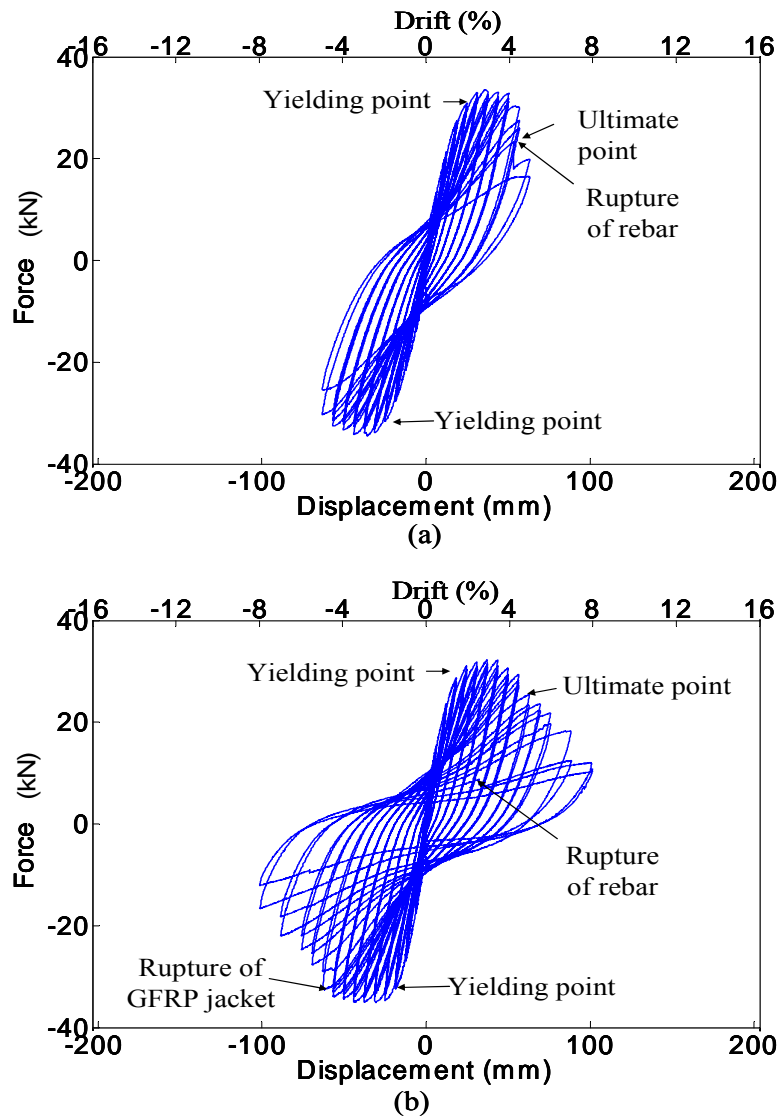 Drift (%)
-16 -12 -8 -4 0 4 8 12 16
40
Yielding point
Ultimate
point
20
Rupture
of rebar
Force (kN)
0
-20
Yielding point
-40
-200 -100 0 100 200
Displacement (mm)
(a)
Drift (%)
-16 -12 -8 -4 0 4 8 12 16
40
Yielding point
Ultimate point
20
Force (kN)
0
Rupture
of rebar
-20
Rupture of
GFRP jacket
Yielding point
-40
-200 -100 0 100 200
Displacement (mm)
(b)